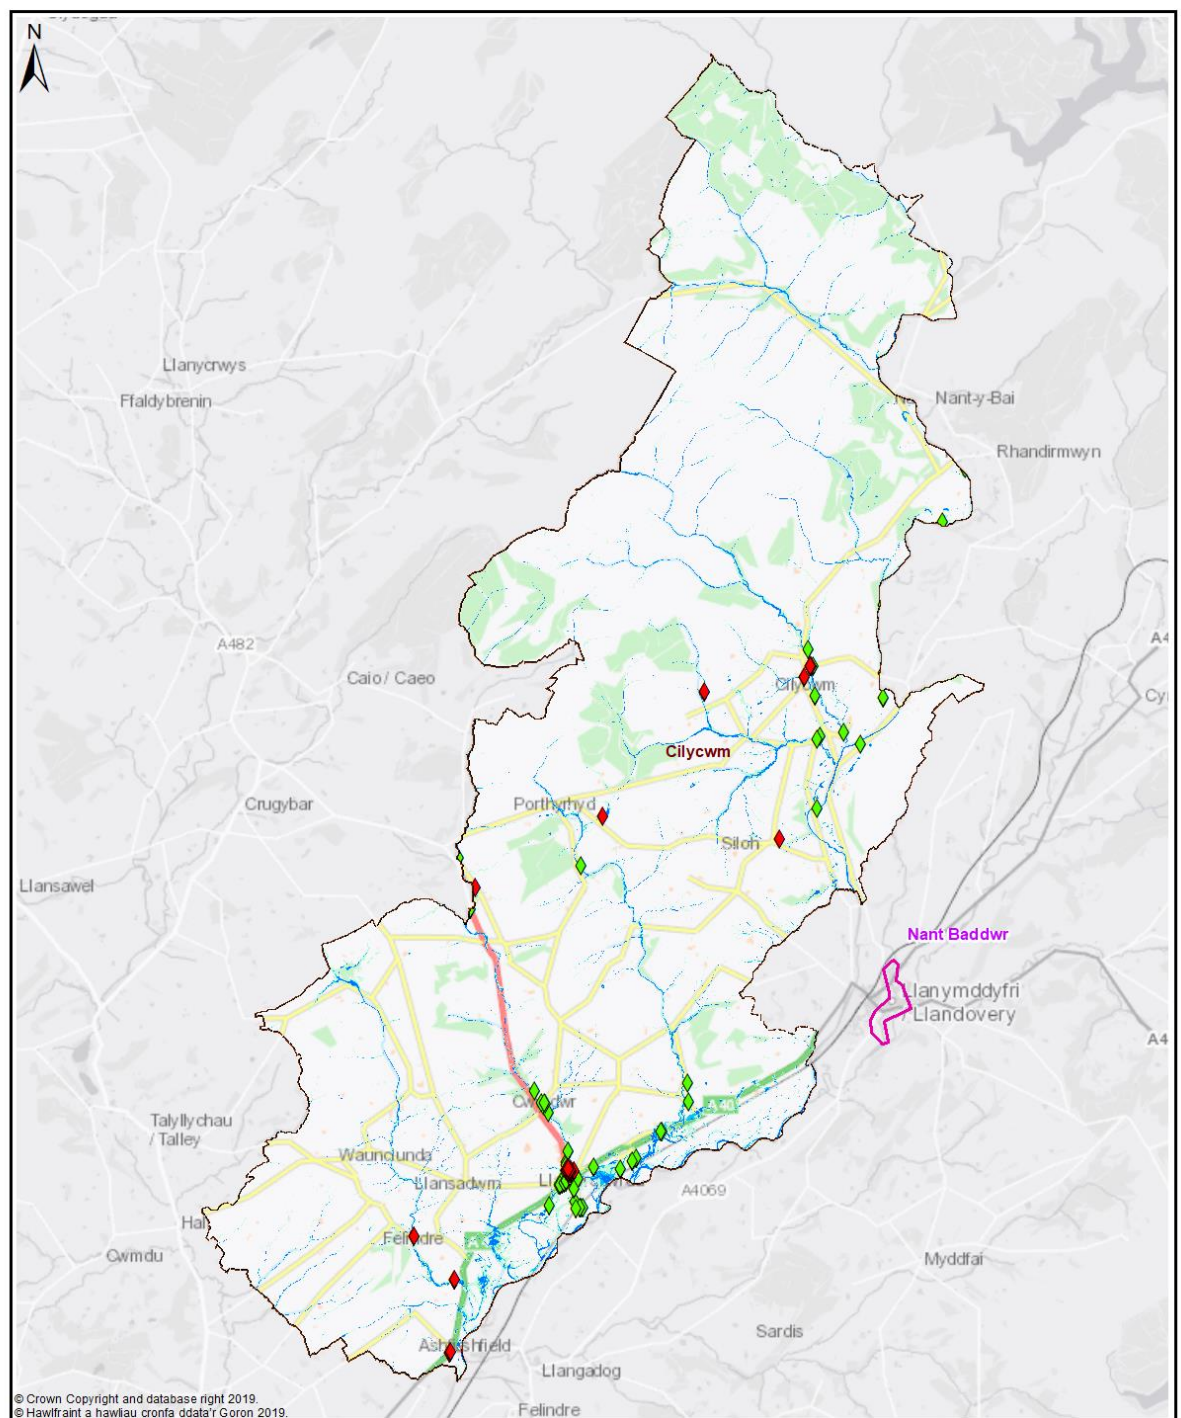 N
Llanycrwys
Ffaldybrenin
Nant-y-Bai
Rhandirmwyn
A482
Caio / Caeo
Cilycwm
Cilycwm
Porthyrhyd
Crugybar
Siloh
Llansawel
Nant Baddwr
Llanymddyfri
/ Llandovery
A40
Talyllychau
/ Talley
Waunclunda
Llansadwrn
A4069
Felindre
Cwmdu
Myddfai
Sardis
Llangadog
Felindre
© Crown Copyright and database right 2019.
© Hawlfraint a hawliau cronfa ddata'r Goron 2019.